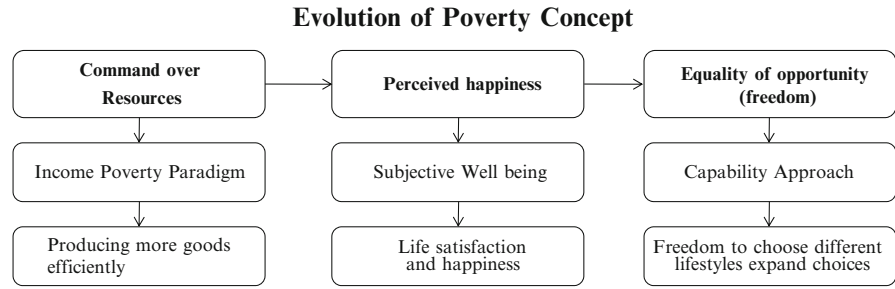 Evolution of Poverty Concept
Command over
Resources
Perceived happiness
Equality of opportunity
(freedom)
Income Poverty Paradigm
Subjective Well being
Capability Approach
Producing more goods
efficiently
Life satisfaction
and happiness
Freedom to choose different
lifestyles expand choices